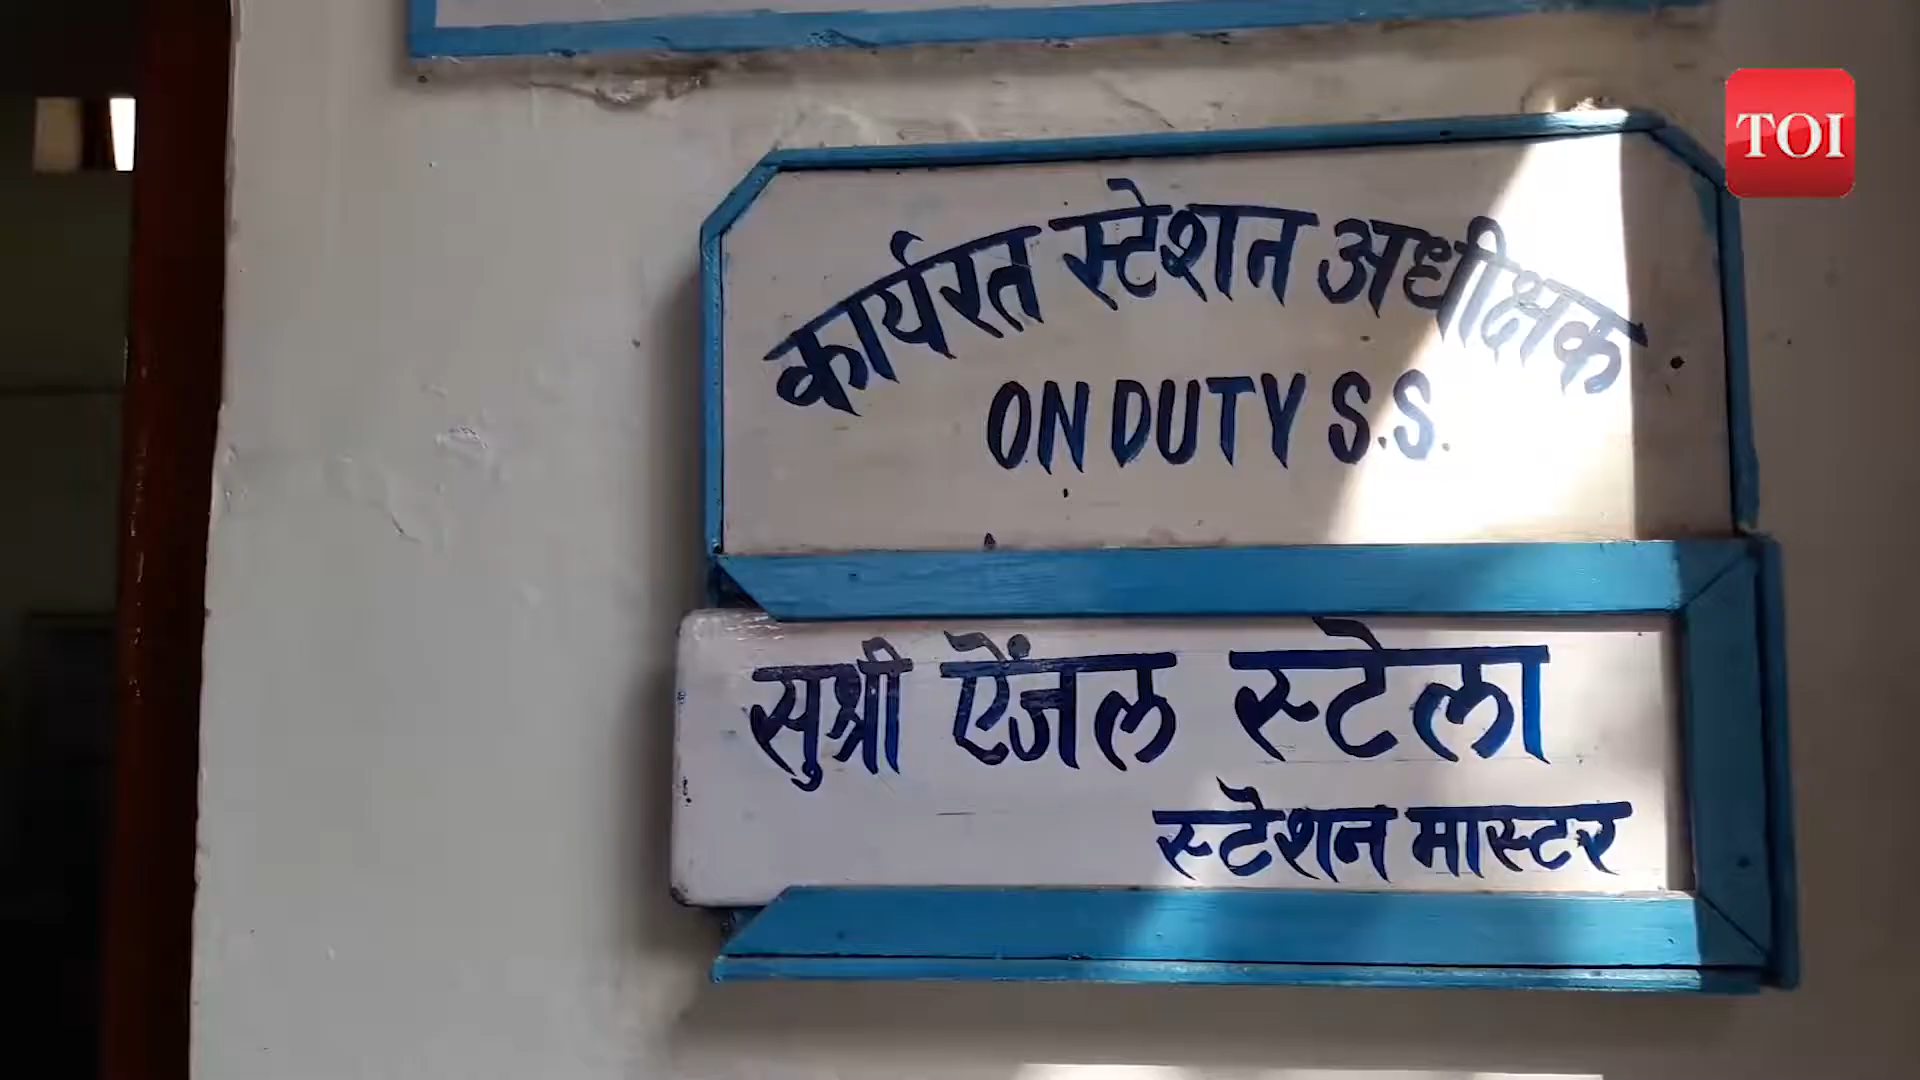 TOI
कार्यरत स्टेशन अधीक्षक
ON DUTY S.S.
सुश्री ऐंजल स्टेला
स्टेशन मास्टर